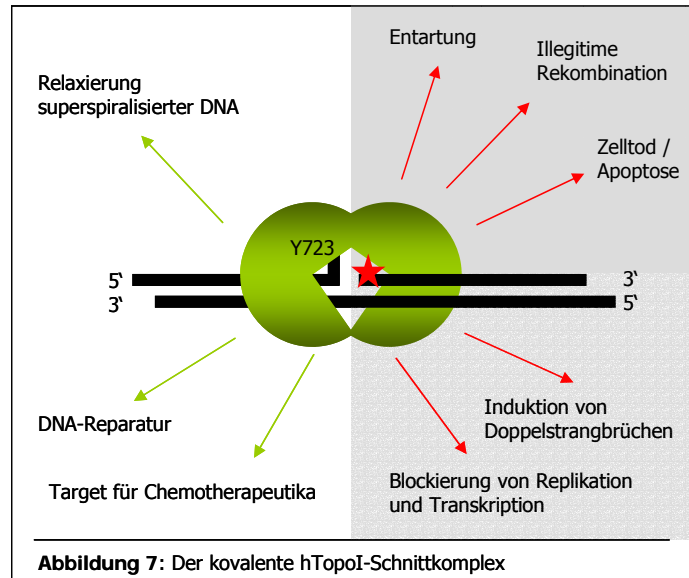 Entartung
Illegitime
Rekombination
Relaxierung
superspiralisierter DNA
Zelltod /
Apoptose
Y723
5‘
3‘
3‘
5‘
DNA-Reparatur
Induktion von
Doppelstrangbrüchen
Target für Chemotherapeutika
Blockierung von Replikation
und Transkription
Abbildung 7: Der kovalente hTopoI-Schnittkomplex